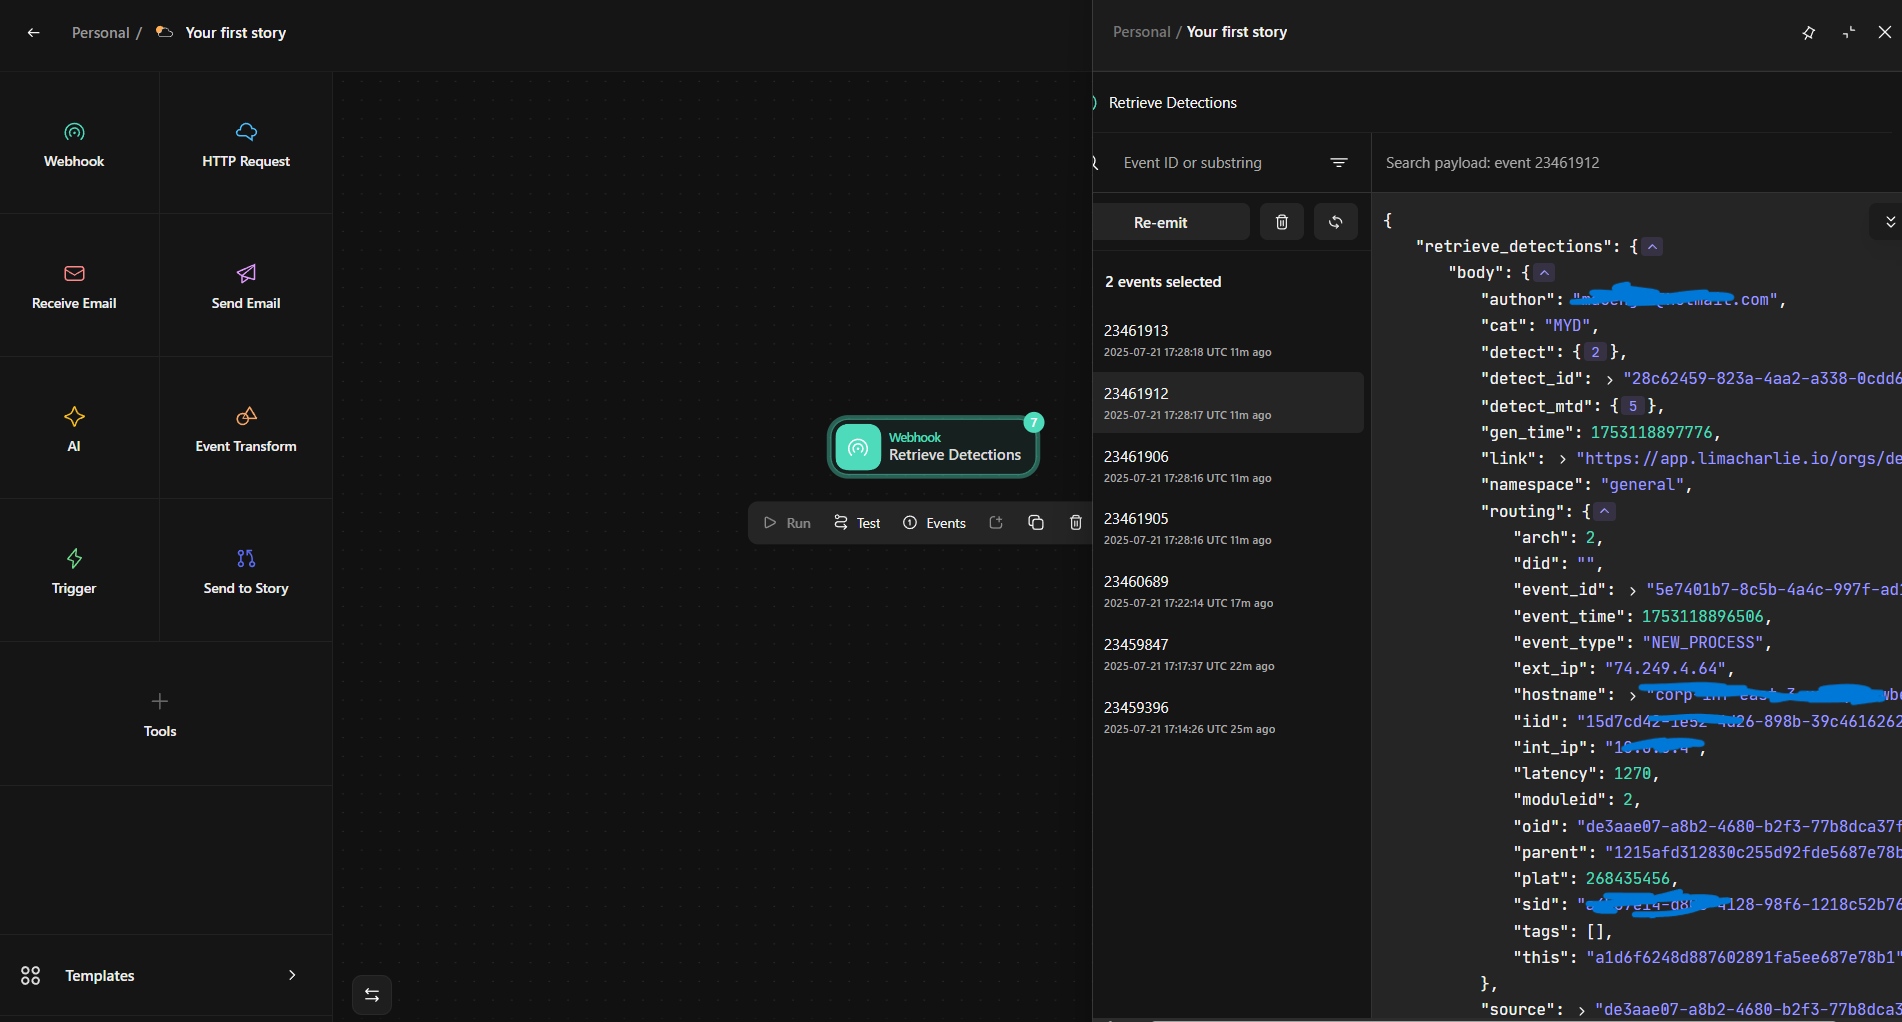 Personal / Your first story
Webhook
HTTP Request
Receive Email
Send Email
AI
Event Transform
Trigger
Send to Story
Tools
Templates
7
Webhook
Retrieve Detections
Run Test Events
Personal / Your first story
Retrieve Detections
Event ID or substring
Re-emit
2 events selected
23461913
2025-07-21 17:28:18 UTC 11m ago
23461912
2025-07-21 17:28:17 UTC 11m ago
23461906
2025-07-21 17:28:16 UTC 11m ago
23461905
2025-07-21 17:28:16 UTC 11m ago
23460689
2025-07-21 17:22:14 UTC 17m ago
23459847
2025-07-21 17:17:37 UTC 22m ago
23459396
2025-07-21 17:14:26 UTC 25m ago
Search payload: event 23461912
{
"retrieve_detections": {
"body": {
"author": .com",
"cat": "MYD",
"detect": { 2 },
"detect_id": "28c62459-823a-4aa2-a338-0cdd6
"detect_mtd": { 5 },
"gen_time": 1753118897776,
"link": "https://app.limacharlie.io/orgs/de
"namespace": "general",
"routing": {
"arch": 2,
"did": "",
"event_id": "5e7401b7-8c5b-4a4c-997f-ad1
"event_time": 1753118896506,
"event_type": "NEW_PROCESS",
"ext_ip": "74.249.4.64",
"hostname":
"iid": "15d7cd42- 26-898b-39c4616262
"int_ip":
"latency": 1270,
"moduleid": 2,
"oid": "de3aae07-a8b2-4680-b2f3-77b8dca37f
"parent": "1215afd312830c255d92fde5687e78b
"plat": 268435456,
"sid": 4128-98f6-1218c52b76
"tags": [],
"this": "a1d6f6248d887602891fa5ee687e78b1"
},
"source": "de3aae07-a8b2-4680-b2f3-77b8dca3